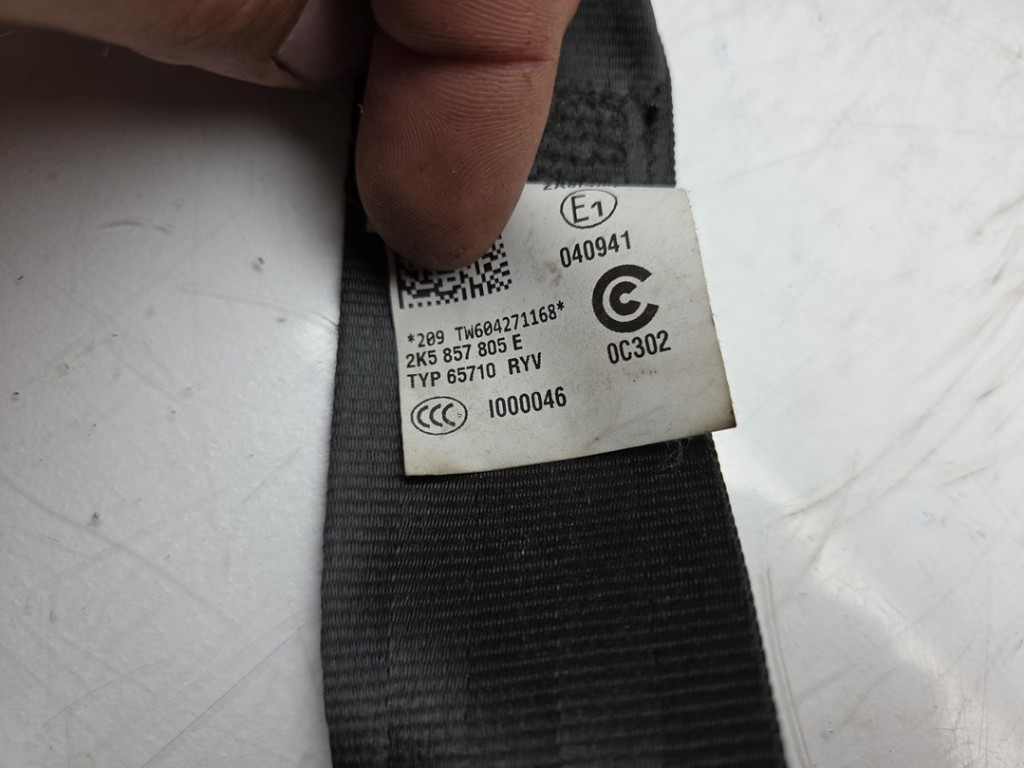 E1
040941
*209 TW604271168*
2K5 857 805 E
TYP 65710 RYV
0C302
CCC I000046